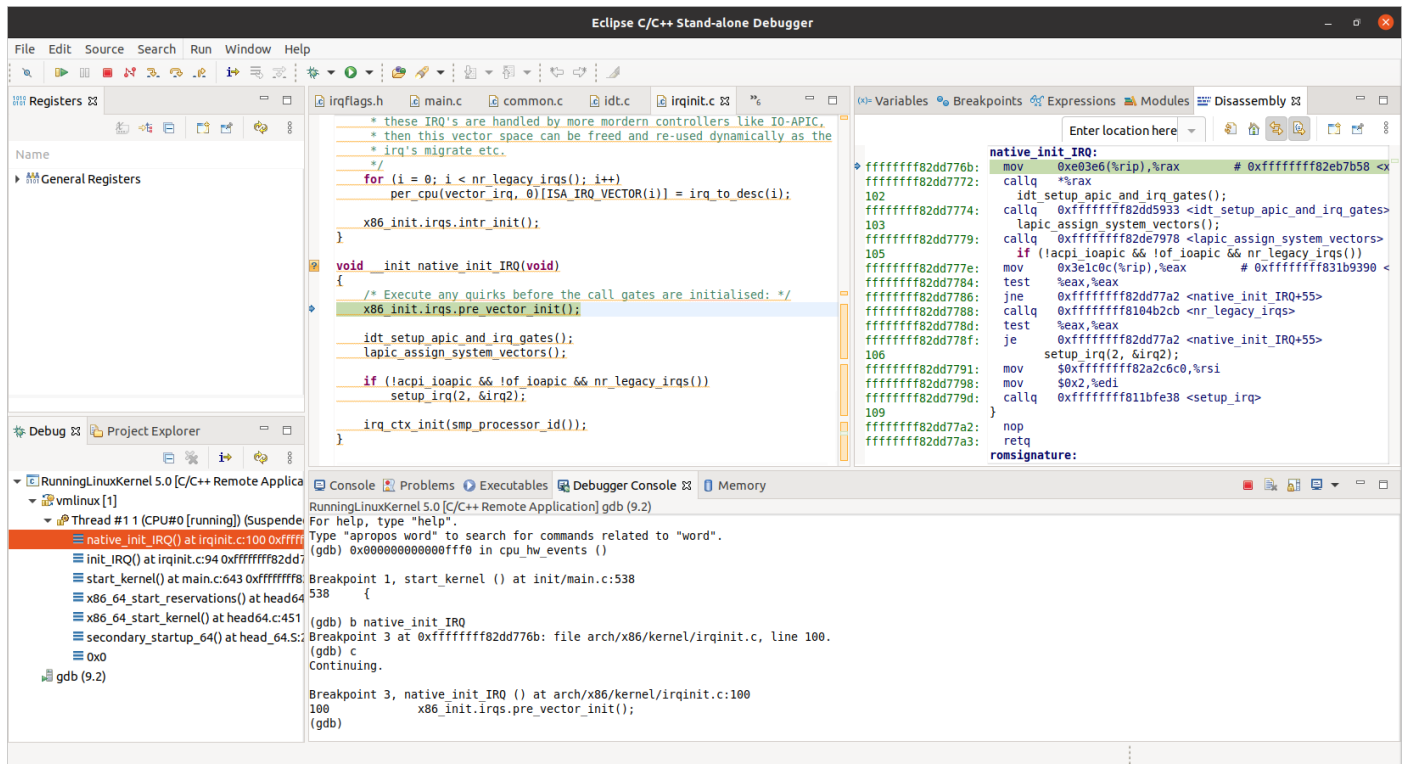 Eclipse C/C++ Stand-alone Debugger
File Edit Source Search Run Window Help
Registers
Name
General Registers
irqflags.h main.c common.c idt.c irqinit.c "6
* these IRQ's are handled by more mordern controllers like IO-APIC,
* then this vector space can be freed and re-used dynamically as the
* irq's migrate etc.
*/
for (i = 0; i < nr_legacy_irqs(); i++)
per_cpu(vector_irq, 0)[ISA_IRQ_VECTOR(i)] = irq_to_desc(i);
x86_init.irqs.intr_init();
}
void __init native_init_IRQ(void)
{
/* Execute any quirks before the call gates are initialised: */
x86_init.irqs.pre_vector_init();
idt_setup_apic_and_irq_gates();
lapic_assign_system_vectors();
if (!acpi_ioapic && !of_ioapic && nr_legacy_irqs())
setup_irq(2, &irq2);
irq_ctx_init(smp_processor_id());
}
(x)= Variables Breakpoints Expressions Modules Disassembly
Enter location here
native_init_IRQ:
ffffffff82dd776b: mov 0xe03e6(%rip),%rax # 0xffffffff82eb7b58 <x
ffffffff82dd7772: callq *%rax
102 idt_setup_apic_and_irq_gates();
ffffffff82dd7774: callq 0xffffffff82dd5933 <idt_setup_apic_and_irq_gates>
103 lapic_assign_system_vectors();
ffffffff82dd7779: callq 0xffffffff82de7978 <lapic_assign_system_vectors>
105 if (!acpi_ioapic && !of_ioapic && nr_legacy_irqs())
ffffffff82dd777e: mov 0x3e1c0c(%rip),%eax # 0xffffffff831b9390 <
ffffffff82dd7784: test %eax,%eax
ffffffff82dd7786: jne 0xffffffff82dd77a2 <native_init_IRQ+55>
ffffffff82dd7788: callq 0xffffffff8104b2cb <nr_legacy_irqs>
ffffffff82dd778d: test %eax,%eax
ffffffff82dd778f: je 0xffffffff82dd77a2 <native_init_IRQ+55>
106 setup_irq(2, &irq2);
ffffffff82dd7791: mov $0xffffffff82a2c6c0,%rsi
ffffffff82dd7798: mov $0x2,%edi
ffffffff82dd779d: callq 0xffffffff811bfe38 <setup_irq>
109 }
ffffffff82dd77a2: nop
ffffffff82dd77a3: retq
romsignature:
Debug Project Explorer
RunningLinuxKernel 5.0 [C/C++ Remote Applica
vmlinux [1]
Thread #1 1 (CPU#0 [running]) (Suspende
native_init_IRQ() at irqinit.c:100 0xfffff
init_IRQ() at irqinit.c:94 0xffffffff82dd7
start_kernel() at main.c:643 0xffffffff8
x86_64_start_reservations() at head64
x86_64_start_kernel() at head64.c:451
secondary_startup_64() at head_64.S:2
0x0
gdb (9.2)
Console Problems Executables Debugger Console Memory
RunningLinuxKernel 5.0 [C/C++ Remote Application] gdb (9.2)
For help, type "help".
Type "apropos word" to search for commands related to "word".
(gdb) 0x000000000000fff0 in cpu_hw_events ()
Breakpoint 1, start_kernel () at init/main.c:538
538 {
(gdb) b native_init_IRQ
Breakpoint 3 at 0xffffffff82dd776b: file arch/x86/kernel/irqinit.c, line 100.
(gdb) c
Continuing.
Breakpoint 3, native_init_IRQ () at arch/x86/kernel/irqinit.c:100
100 x86_init.irqs.pre_vector_init();
(gdb)